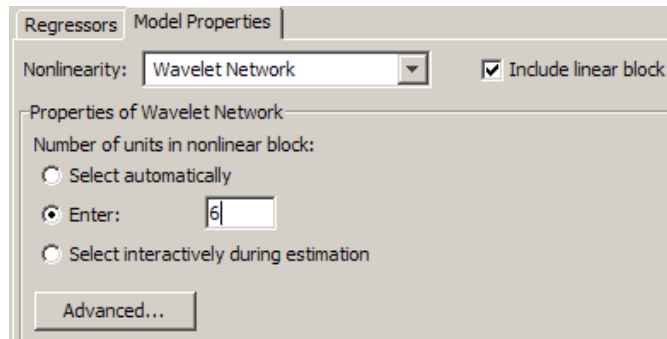 Regressors Model Properties
Nonlinearity: Wavelet Network Include linear block
Properties of Wavelet Network
Number of units in nonlinear block:
Select automatically
Enter: 6
Select interactively during estimation
Advanced...